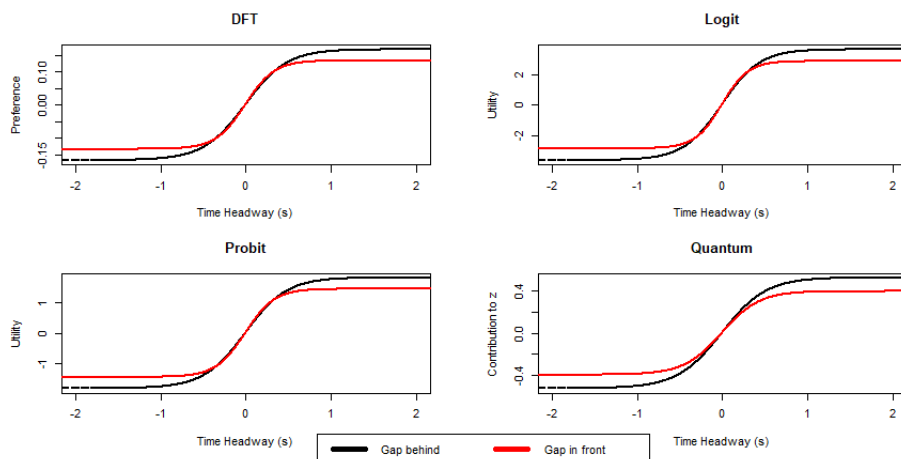 DFT
Preference
-0.15 0.00 0.10
-2 -1 0 1 2
Time Headway (s)
Logit
Utility
-2 0 2
-2 -1 0 1 2
Time Headway (s)
Probit
Utility
-1 0 1
-2 -1 0 1 2
Time Headway (s)
Quantum
Contribution to z
-0.4 0.0 0.4
-2 -1 0 1 2
Time Headway (s)
Gap behind Gap in front